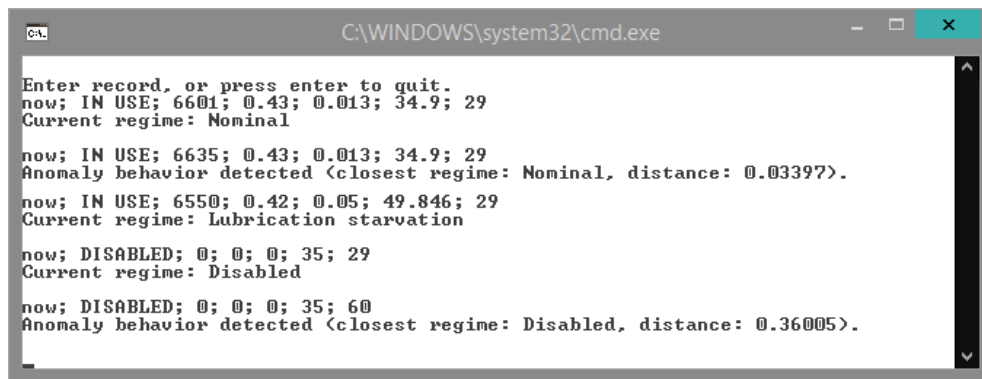 C:\WINDOWS\system32\cmd.exe
Enter record, or press enter to quit.
now; IN USE; 6601; 0.43; 0.013; 34.9; 29
Current regime: Nominal
now; IN USE; 6635; 0.43; 0.013; 34.9; 29
Anomaly behavior detected (closest regime: Nominal, distance: 0.03397).
now; IN USE; 6550; 0.42; 0.05; 49.846; 29
Current regime: Lubrication starvation
now; DISABLED; 0; 0; 0; 35; 29
Current regime: Disabled
now; DISABLED; 0; 0; 0; 35; 60
Anomaly behavior detected (closest regime: Disabled, distance: 0.36005).